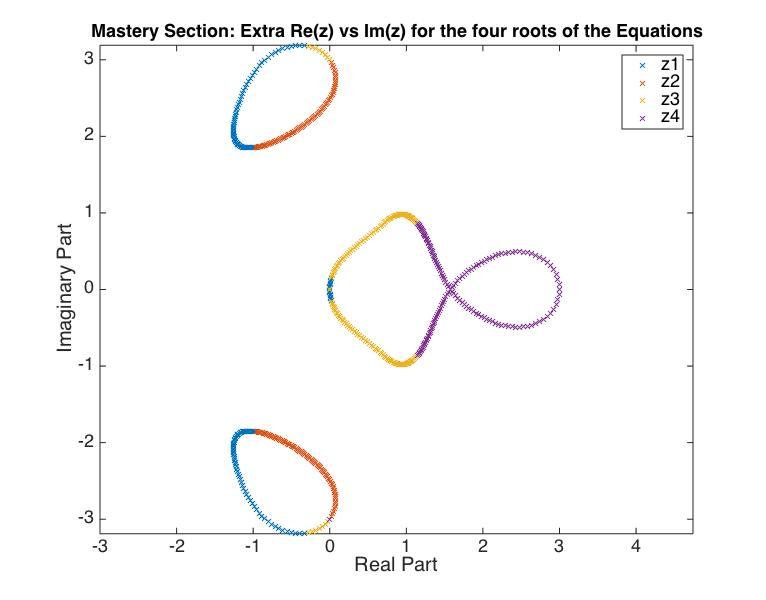 Mastery Section: Extra Re(z) vs Im(z) for the four roots of the Equations
z1
z2
z3
z4
3
2
1
0
-1
-2
-3
Imaginary Part
-3
-2
-1
0
1
2
3
4
Real Part